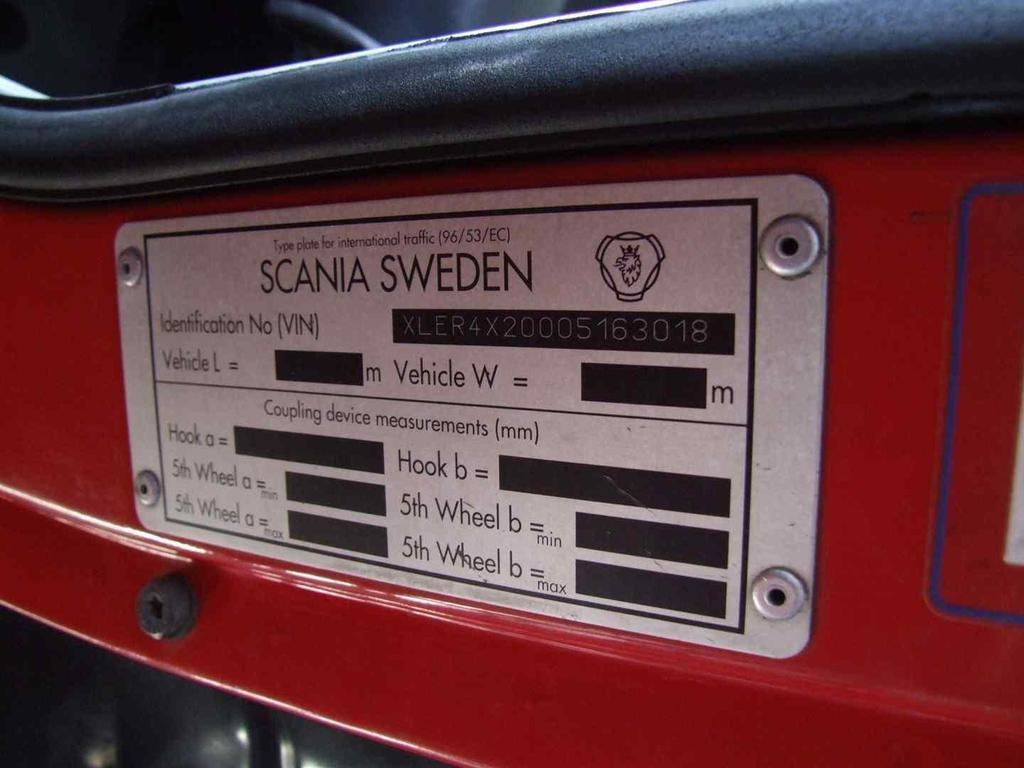 Type plate for international traffic (96/53/EC)
SCANIA SWEDEN
Identification No (VIN) XLER4X20005163018
Vehicle L = m Vehicle W = m
Coupling device measurements (mm)
Hook a = Hook b =
5th Wheel a = min 5th Wheel b = min
5th Wheel a = max 5th Wheel b = max